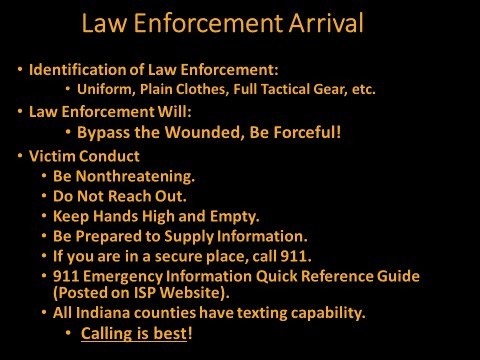 Law Enforcement Arrival
• Identification of Law Enforcement:
• Uniform, Plain Clothes, Full Tactical Gear, etc.
• Law Enforcement Will:
• Bypass the Wounded, Be Forceful!
• Victim Conduct
• Be Nonthreatening.
• Do Not Reach Out.
• Keep Hands High and Empty.
• Be Prepared to Supply Information.
• If you are in a secure place, call 911.
• 911 Emergency Information Quick Reference Guide
(Posted on ISP Website).
• All Indiana counties have texting capability.
• Calling is best!